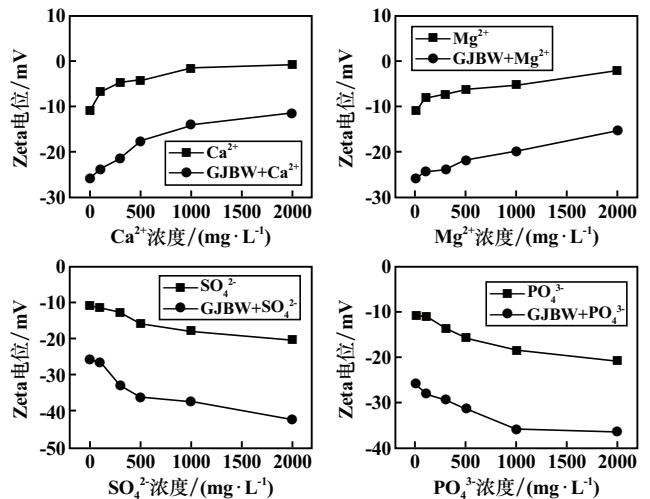 Zeta电位/mV
10
0
-10
-20
-30
Ca²⁺
GJBW+Ca²⁺
0 500 1000 1500 2000
Ca²⁺浓度/(mg·L⁻¹)
Zeta电位/mV
10
0
-10
-20
-30
Mg²⁺
GJBW+Mg²⁺
0 500 1000 1500 2000
Mg²⁺浓度/(mg·L⁻¹)
Zeta电位/mV
0
-10
-20
-30
-40
-50
SO₄²⁻
GJBW+SO₄²⁻
0 500 1000 1500 2000
SO₄²⁻浓度/(mg·L⁻¹)
Zeta电位/mV
0
-10
-20
-30
-40
PO₄³⁻
GJBW+PO₄³⁻
0 500 1000 1500 2000
PO₄³⁻浓度/(mg·L⁻¹)